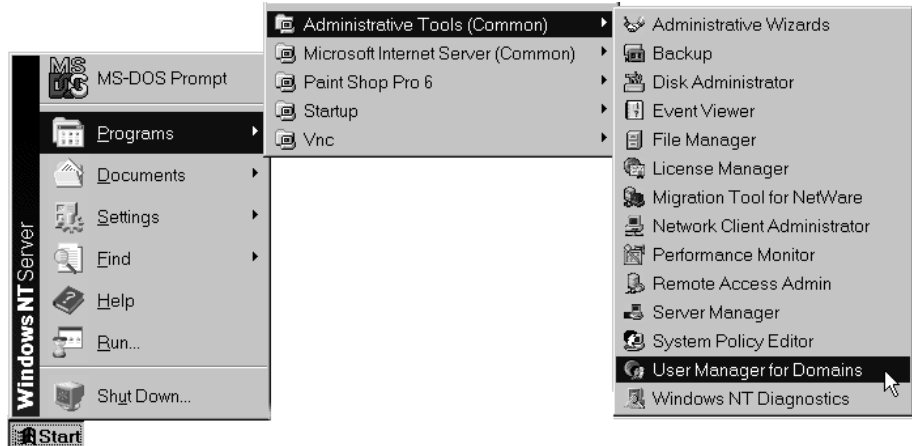 MS-DOS Prompt
Programs
Documents
Settings
Find
Help
Run...
Shut Down...
Windows NT Server
Start
Administrative Tools (Common)
Microsoft Internet Server (Common)
Paint Shop Pro 6
Startup
Vnc
Administrative Wizards
Backup
Disk Administrator
Event Viewer
File Manager
License Manager
Migration Tool for NetWare
Network Client Administrator
Performance Monitor
Remote Access Admin
Server Manager
System Policy Editor
User Manager for Domains
Windows NT Diagnostics